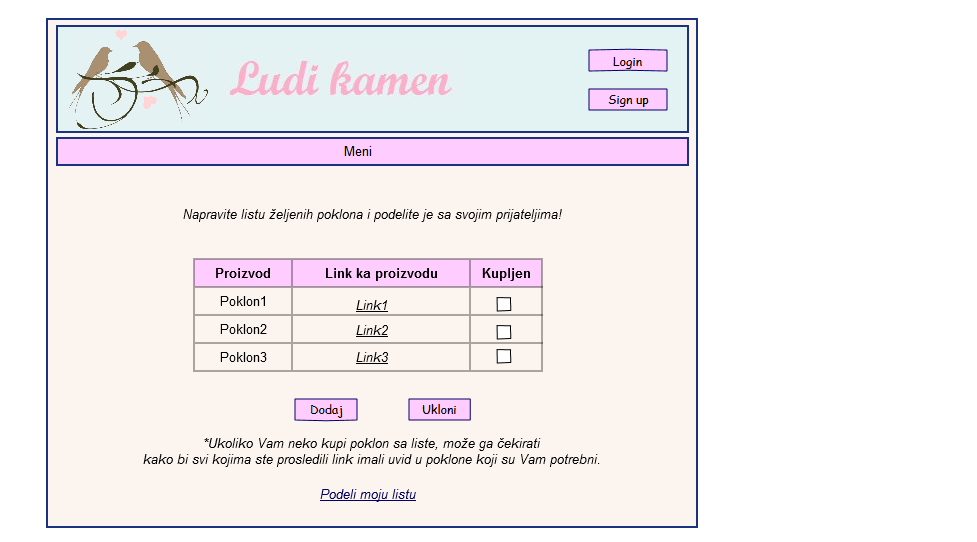 Ludi kamen
Login
Sign up
Meni
Napravite listu željenih poklona i podelite je sa svojim prijateljima!
Proizvod Link ka proizvodu Kupljen
Poklon1 Link1
Poklon2 Link2
Poklon3 Link3
Dodaj Ukloni
*Ukoliko Vam neko kupi poklon sa liste, može ga čekirati
kako bi svi kojima ste prosledili link imali uvid u poklone koji su Vam potrebni.
Podeli moju listu